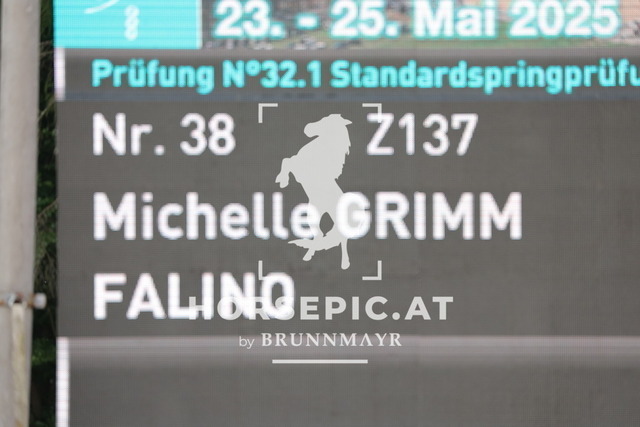 23. - 25. Mai 2025
Prüfung N°32.1 Standardspringprüfu
Nr. 38 Z137
Michelle GRIMM
FALINO
HORSEPIC.AT
by BRUNNMAYR